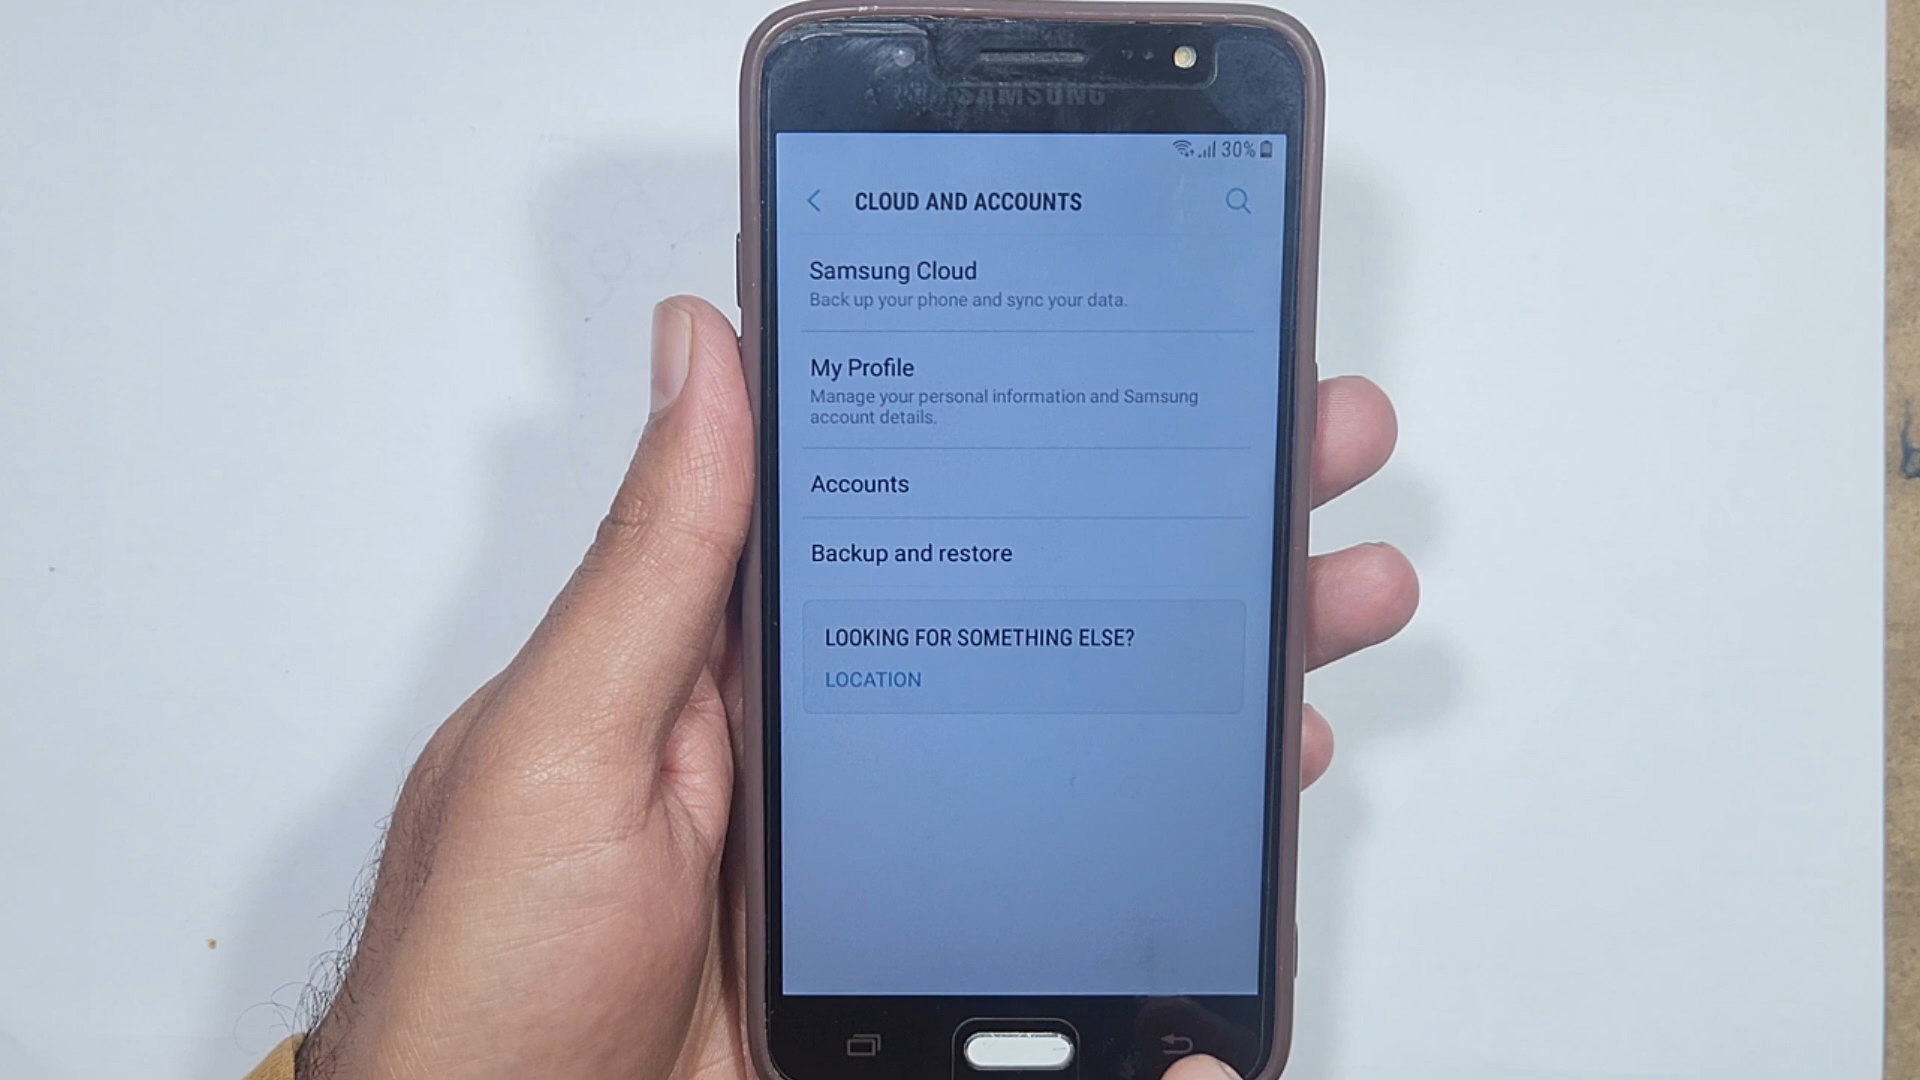 SAMSUNG
30%
CLOUD AND ACCOUNTS
Samsung Cloud
Back up your phone and sync your data.
My Profile
Manage your personal information and Samsung
account details.
Accounts
Backup and restore
LOOKING FOR SOMETHING ELSE?
LOCATION